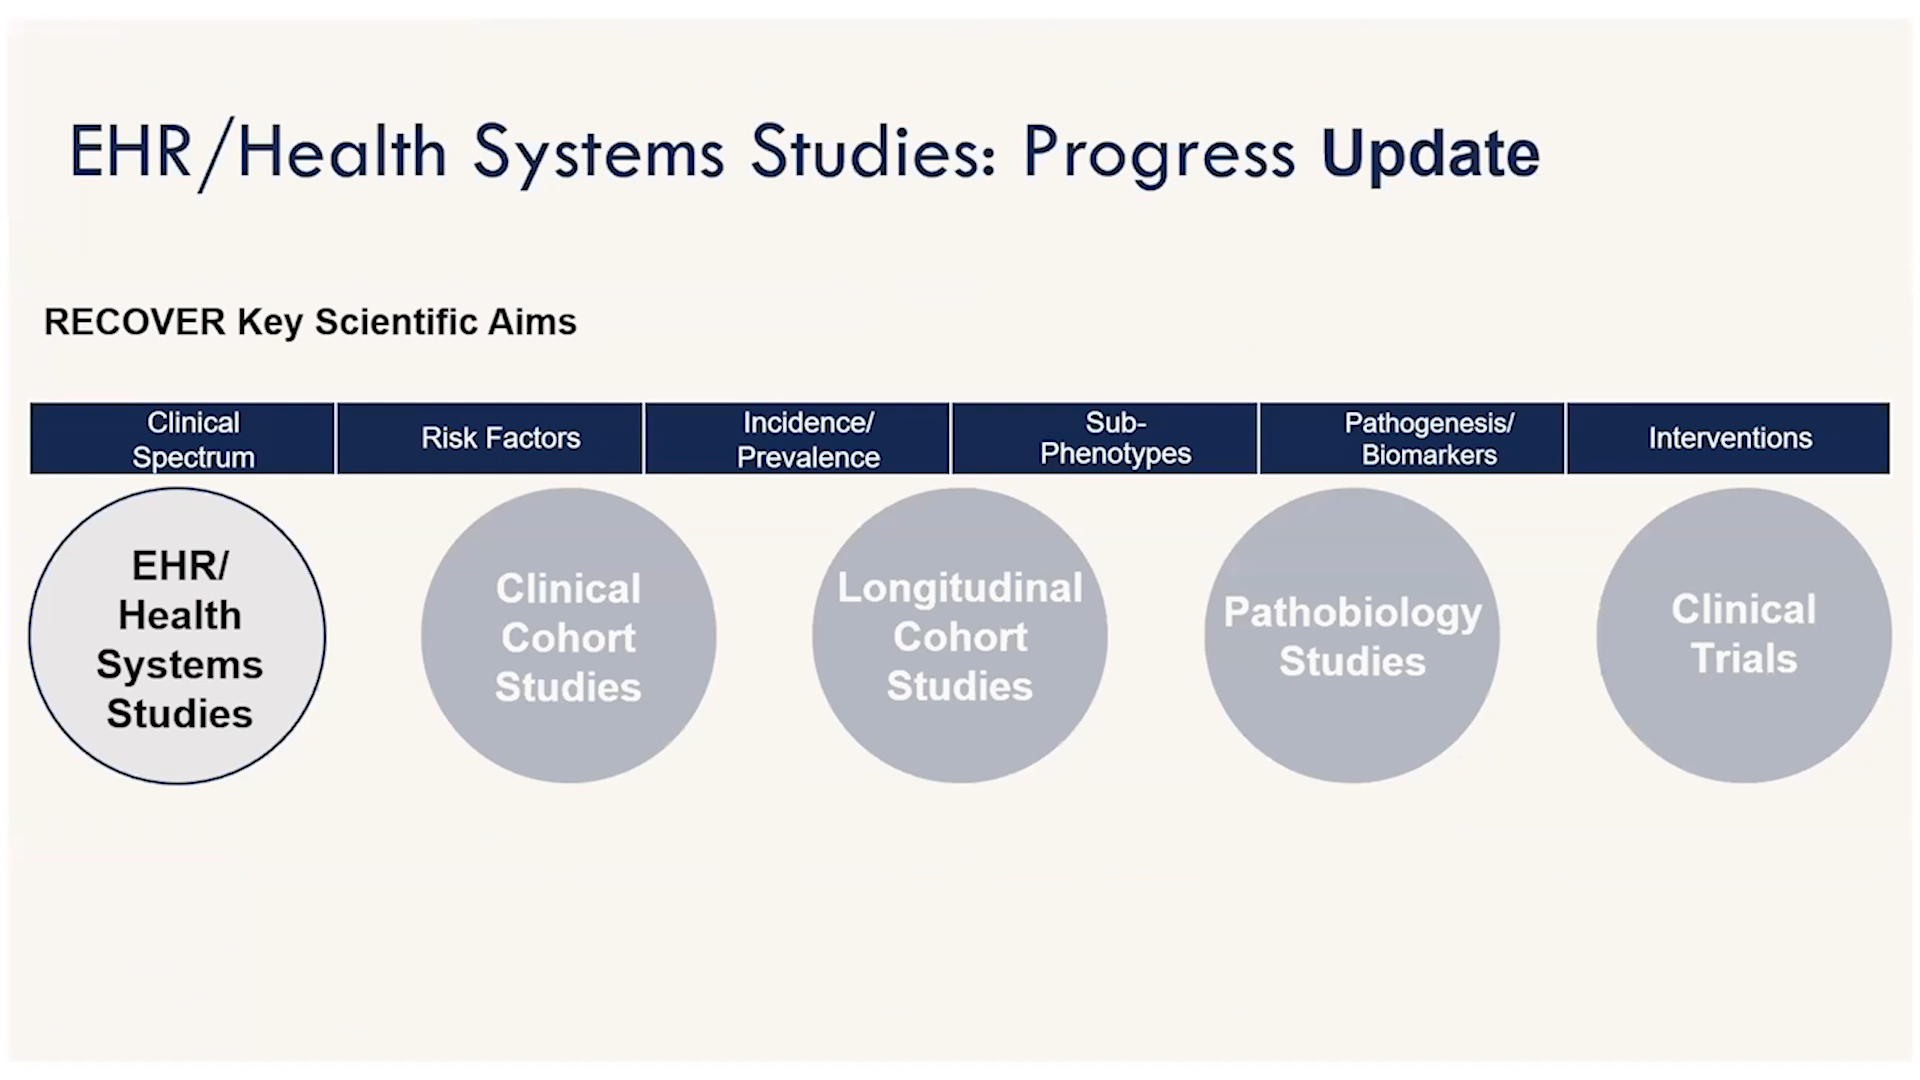 EHR/Health Systems Studies: Progress Update
RECOVER Key Scientific Aims
Clinical
Spectrum
Risk Factors
Incidence/
Prevalence
Sub-
Phenotypes
Pathogenesis/
Biomarkers
Interventions
EHR/
Health
Systems
Studies
Clinical
Cohort
Studies
Longitudinal
Cohort
Studies
Pathobiology
Studies
Clinical
Trials